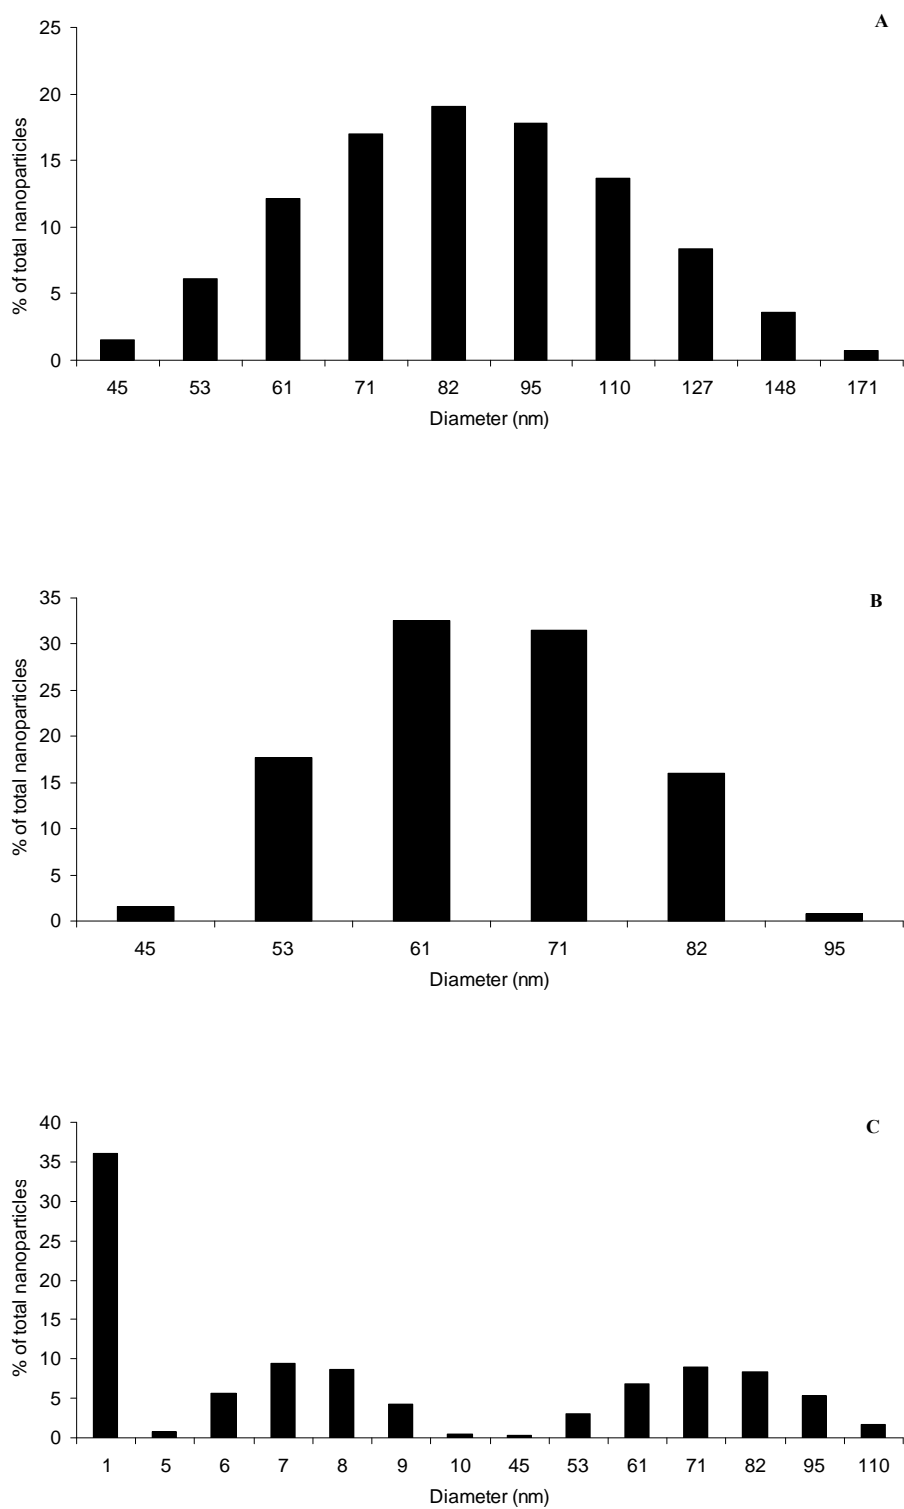 A
25
20
15
10
5
0
% of total nanoparticles
45 53 61 71 82 95 110 127 148 171
Diameter (nm)
B
35
30
25
20
15
10
5
0
% of total nanoparticles
45 53 61 71 82 95
Diameter (nm)
C
40
35
30
25
20
15
10
5
0
% of total nanoparticles
1 5 6 7 8 9 10 45 53 61 71 82 95 110
Diameter (nm)